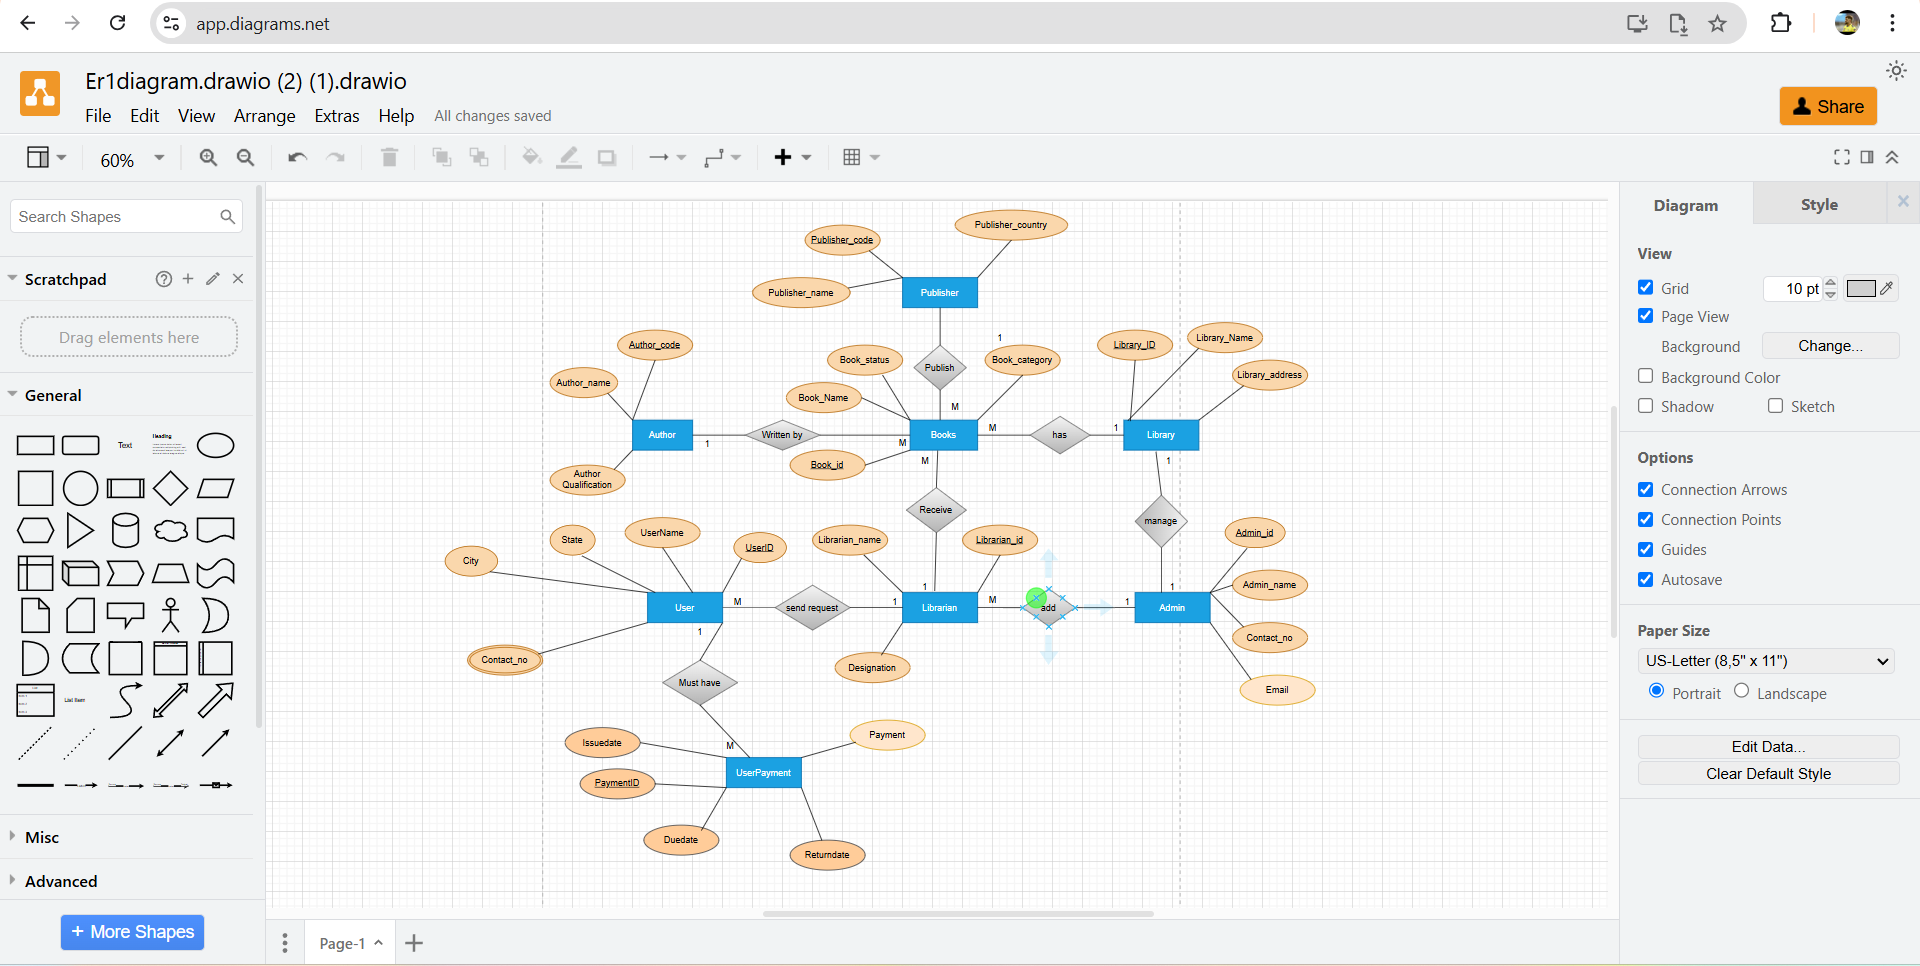 app.diagrams.net
Er1diagram.drawio (2) (1).drawio
File Edit View Arrange Extras Help All changes saved
Share
60%
Search Shapes
Scratchpad
Drag elements here
General
Text
Heading
List Item
Misc
Advanced
+ More Shapes
Publisher_code
Publisher_country
Publisher_name
Publisher
1
Publish
M
Author_code
Author_name
Author
Author
Qualification
1
Written by
M
Book_status
Book_category
Book_Name
Books
Book_id
M
has
1
Library_ID
Library_Name
Library_address
Library
M
Receive
1
1
manage
1
City
State
UserName
UserID
User
Contact_no
M
send request
1
Librarian_name
Librarian_id
Librarian
Designation
M
add
1
Admin
Admin_id
Admin_name
Contact_no
Email
1
Must have
M
Issuedate
Payment
UserPayment
PaymentID
Duedate
Returndate
Page-1
Diagram
Style
View
Grid
10 pt
Page View
Background
Change...
Background Color
Shadow
Sketch
Options
Connection Arrows
Connection Points
Guides
Autosave
Paper Size
US-Letter (8,5" x 11")
Portrait
Landscape
Edit Data...
Clear Default Style